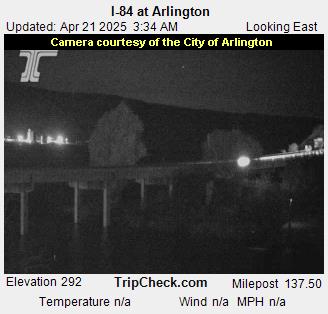 I-84 at Arlington
Updated: Apr 21 2025 3:34 AM Looking East
Camera courtesy of the City of Arlington
Elevation 292 TripCheck.com Milepost 137.50
Temperature n/a Wind n/a MPH n/a